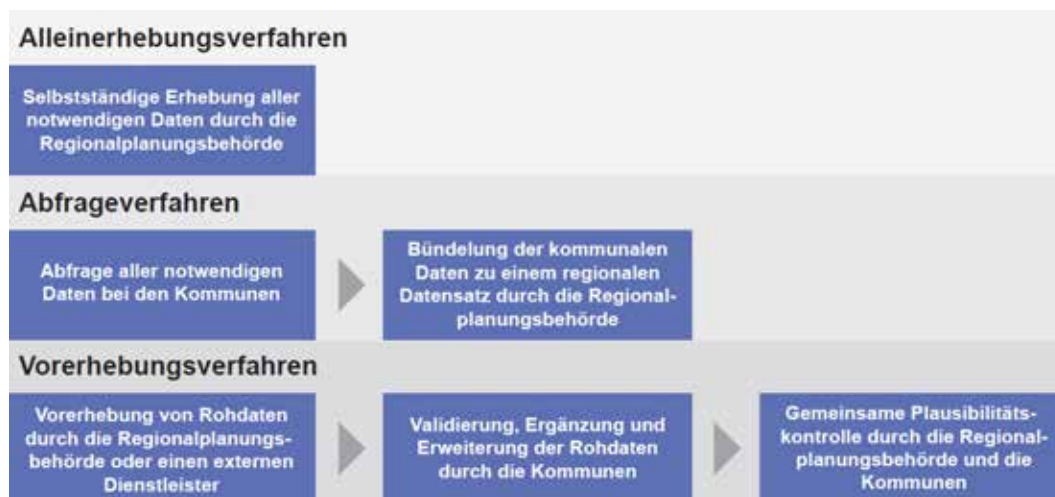 Alleinerhebungsverfahren
Selbstständige Erhebung aller
notwendigen Daten durch die
Regionalplanungsbehörde
Abfrageverfahren
Abfrage aller notwendigen
Daten bei den Kommunen
Bündelung der kommunalen
Daten zu einem regionalen
Datensatz durch die Regional-
planungsbehörde
Vorerhebungsverfahren
Vorerhebung von Rohdaten
durch die Regionalplanungs-
behörde oder einen externen
Dienstleister
Validierung, Ergänzung und
Erweiterung der Rohdaten
durch die Kommunen
Gemeinsame Plausibilitäts-
kontrolle durch die Regional-
planungsbehörde und die
Kommunen